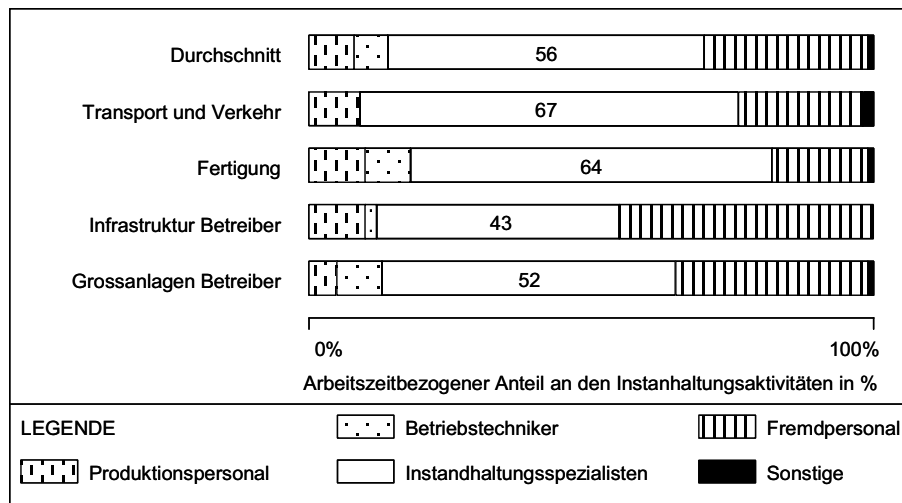 Durchschnitt 56
Transport und Verkehr 67
Fertigung 64
Infrastruktur Betreiber 43
Grossanlagen Betreiber 52
0% 100%
Arbeitszeitbezogener Anteil an den Instanhaltungsaktivitäten in %
LEGENDE Betriebstechniker Fremdpersonal
Produktionspersonal Instandhaltungsspezialisten Sonstige